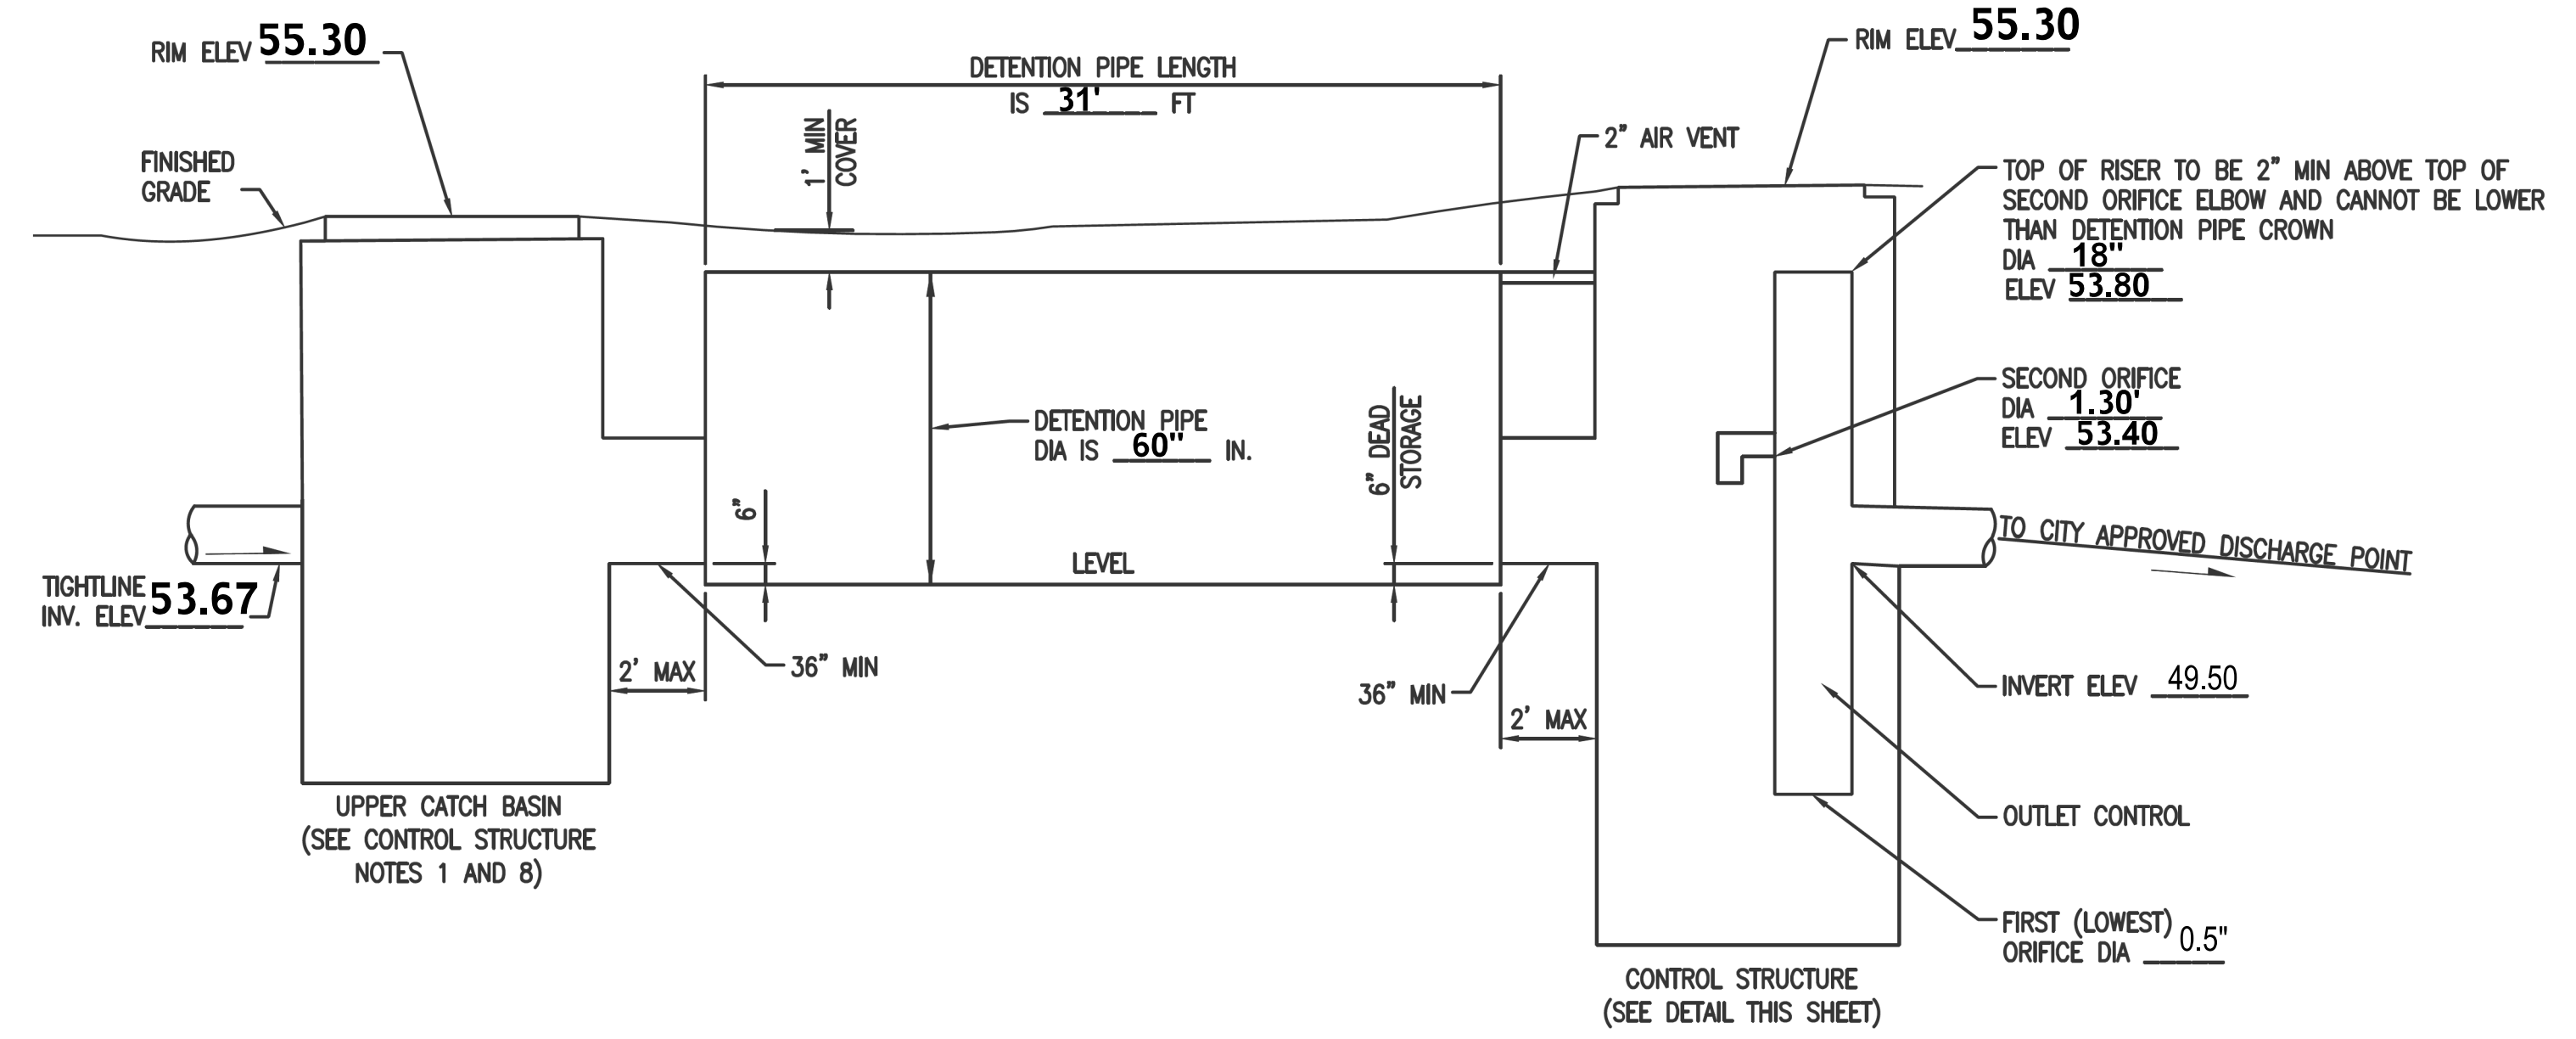 RIM ELEV 55.30
FINISHED
GRADE
DETENTION PIPE LENGTH
IS 31' FT
1' MIN
COVER
2" AIR VENT
RIM ELEV 55.30
TOP OF RISER TO BE 2" MIN ABOVE TOP OF
SECOND ORIFICE ELBOW AND CANNOT BE LOWER
THAN DETENTION PIPE CROWN
DIA 18"
ELEV 53.80
SECOND ORIFICE
DIA 1.30'
ELEV 53.40
DETENTION PIPE
DIA IS 60" IN.
6" DEAD
STORAGE
6"
LEVEL
TO CITY APPROVED DISCHARGE POINT
TIGHTLINE
INV. ELEV 53.67
2' MAX
36" MIN
36" MIN
2' MAX
INVERT ELEV 49.50
OUTLET CONTROL
UPPER CATCH BASIN
(SEE CONTROL STRUCTURE
NOTES 1 AND 8)
FIRST (LOWEST)
ORIFICE DIA 0.5"
CONTROL STRUCTURE
(SEE DETAIL THIS SHEET)